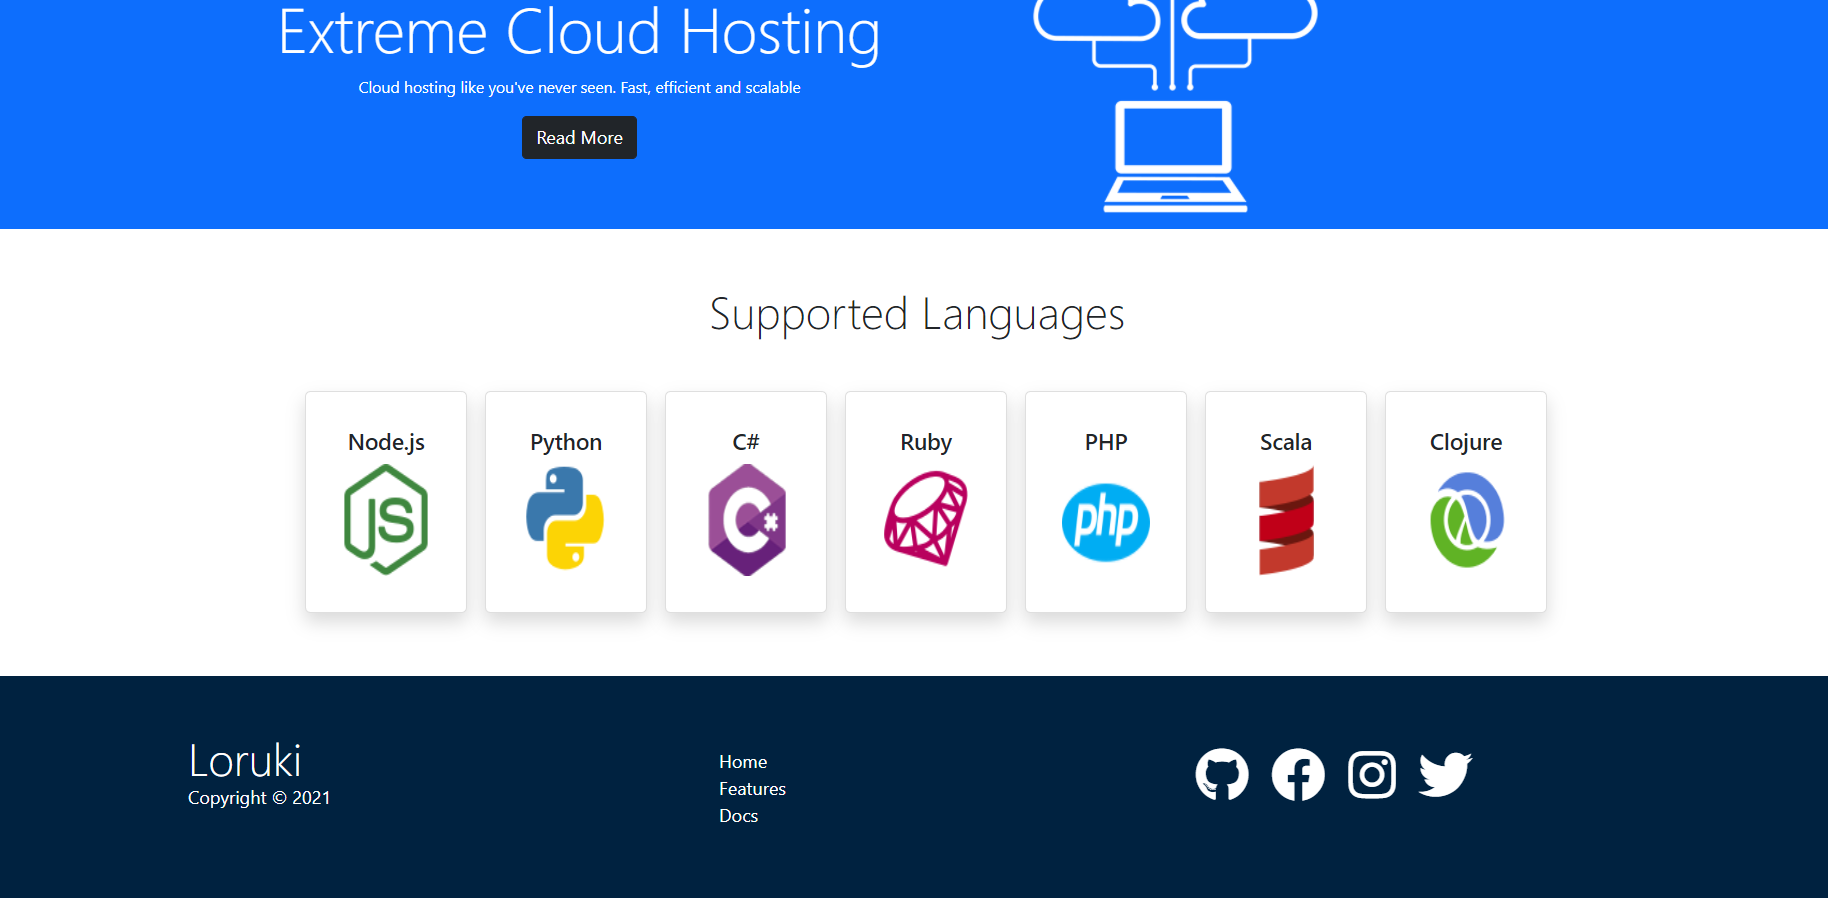 Extreme Cloud Hosting
Cloud hosting like you've never seen. Fast, efficient and scalable
Read More
Supported Languages
Node.js
JS
Python
C#
C#
Ruby
PHP
php
Scala
Clojure
Loruki
Copyright © 2021
Home
Features
Docs